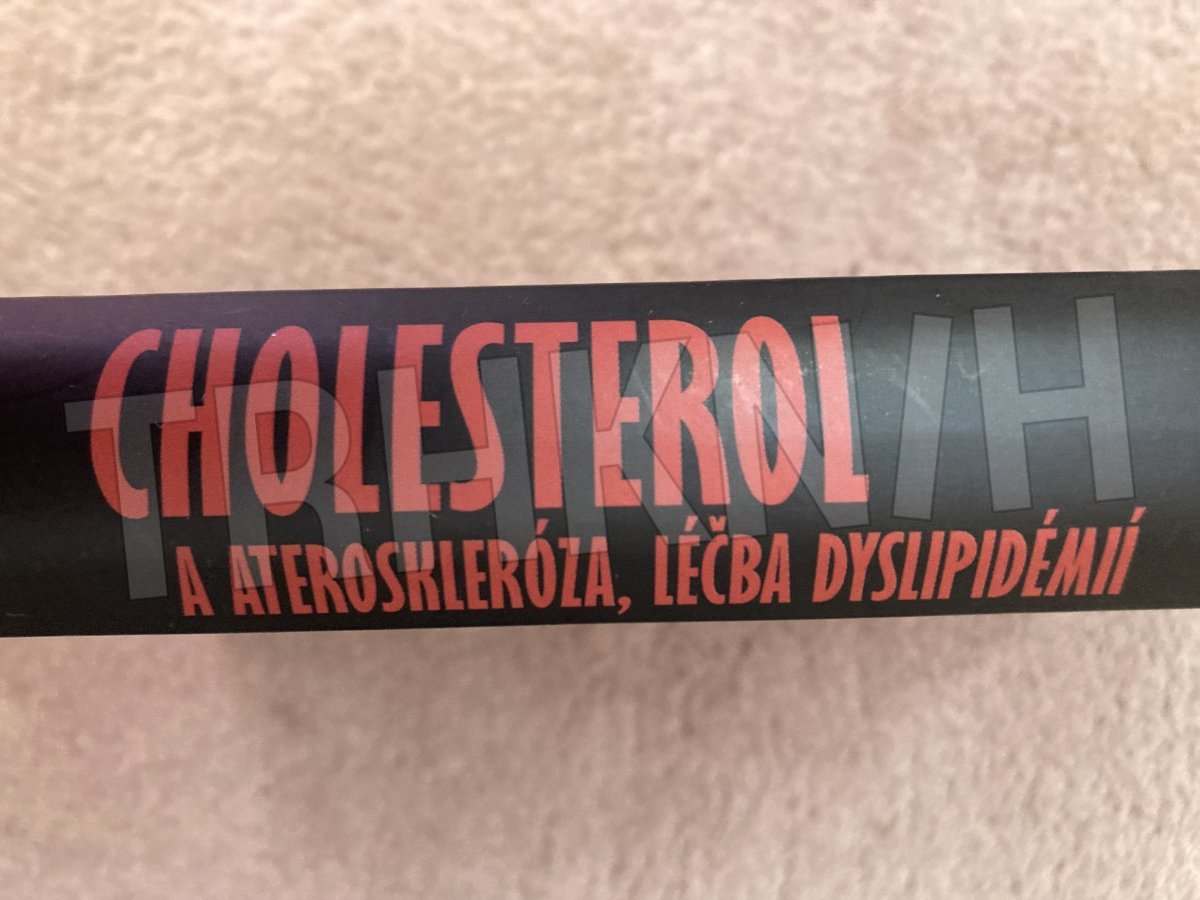 CHOLESTEROL
A ATEROSKLERÓZA, LÉČBA DYSLIPIDÉMIÍ